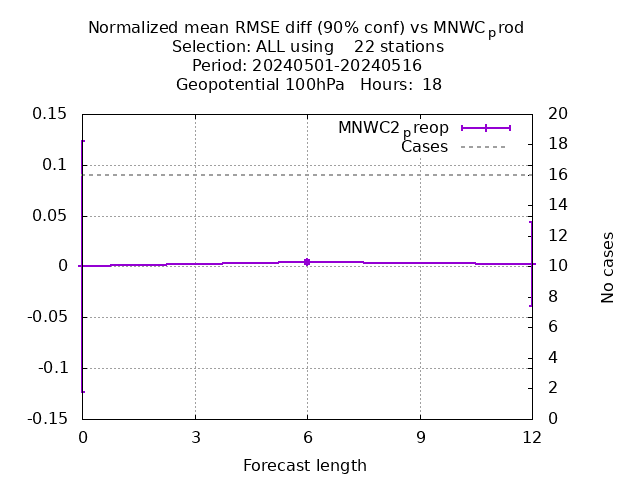 Normalized mean RMSE diff (90% conf) vs MNWCprod
Selection: ALL using    22 stations
Period: 20240501-20240516
Geopotential 100hPa   Hours:  18
MNWC2preop
Cases
0.15
0.1
0.05
0
-0.05
-0.1
-0.15
20
18
16
14
12
10
8
6
4
2
0
No cases
0 3 6 9 12
Forecast length